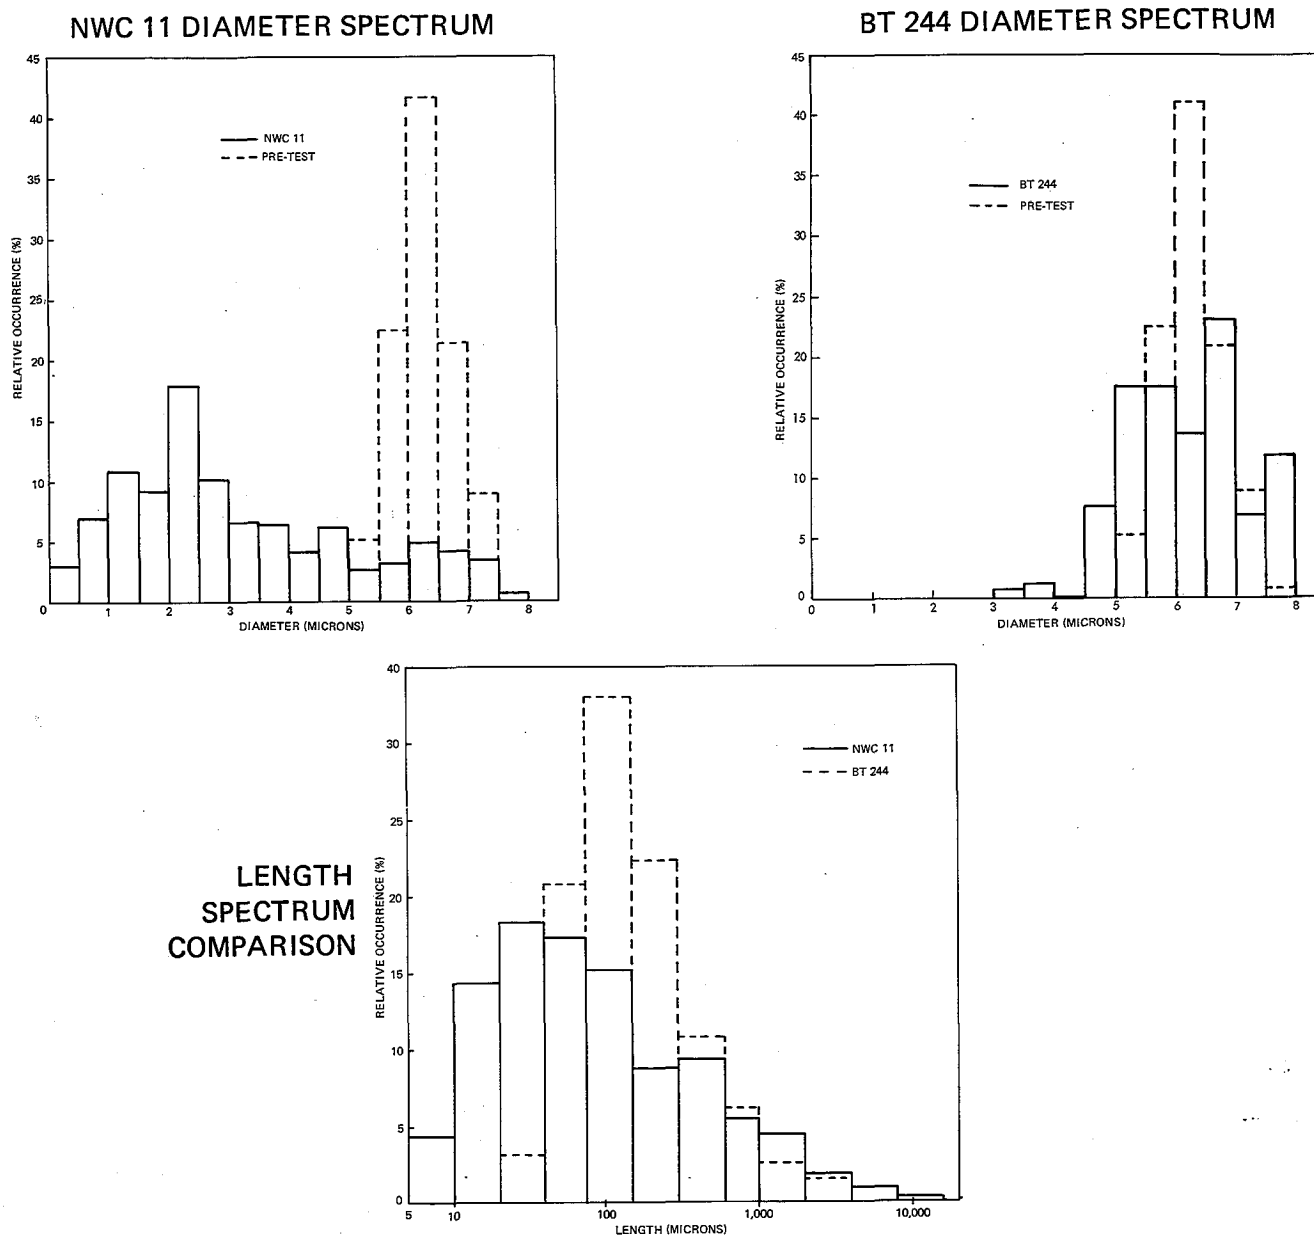 NWC 11 DIAMETER SPECTRUM
45
40
35
30
25
20
15
10
5
0 1 2 3 4 5 6 7 8
RELATIVE OCCURRENCE (%)
NWC 11
PRE-TEST
DIAMETER (MICRONS)
BT 244 DIAMETER SPECTRUM
45
40
35
30
25
20
15
10
5
0
0 1 2 3 4 5 6 7 8
RELATIVE OCCURRENCE (%)
BT 244
PRE-TEST
DIAMETER (MICRONS)
LENGTH
SPECTRUM
COMPARISON
40
30
25
20
15
10
5
0
5 10 100 1,000 10,000
RELATIVE OCCURRENCE (%)
NWC 11
BT 244
LENGTH (MICRONS)